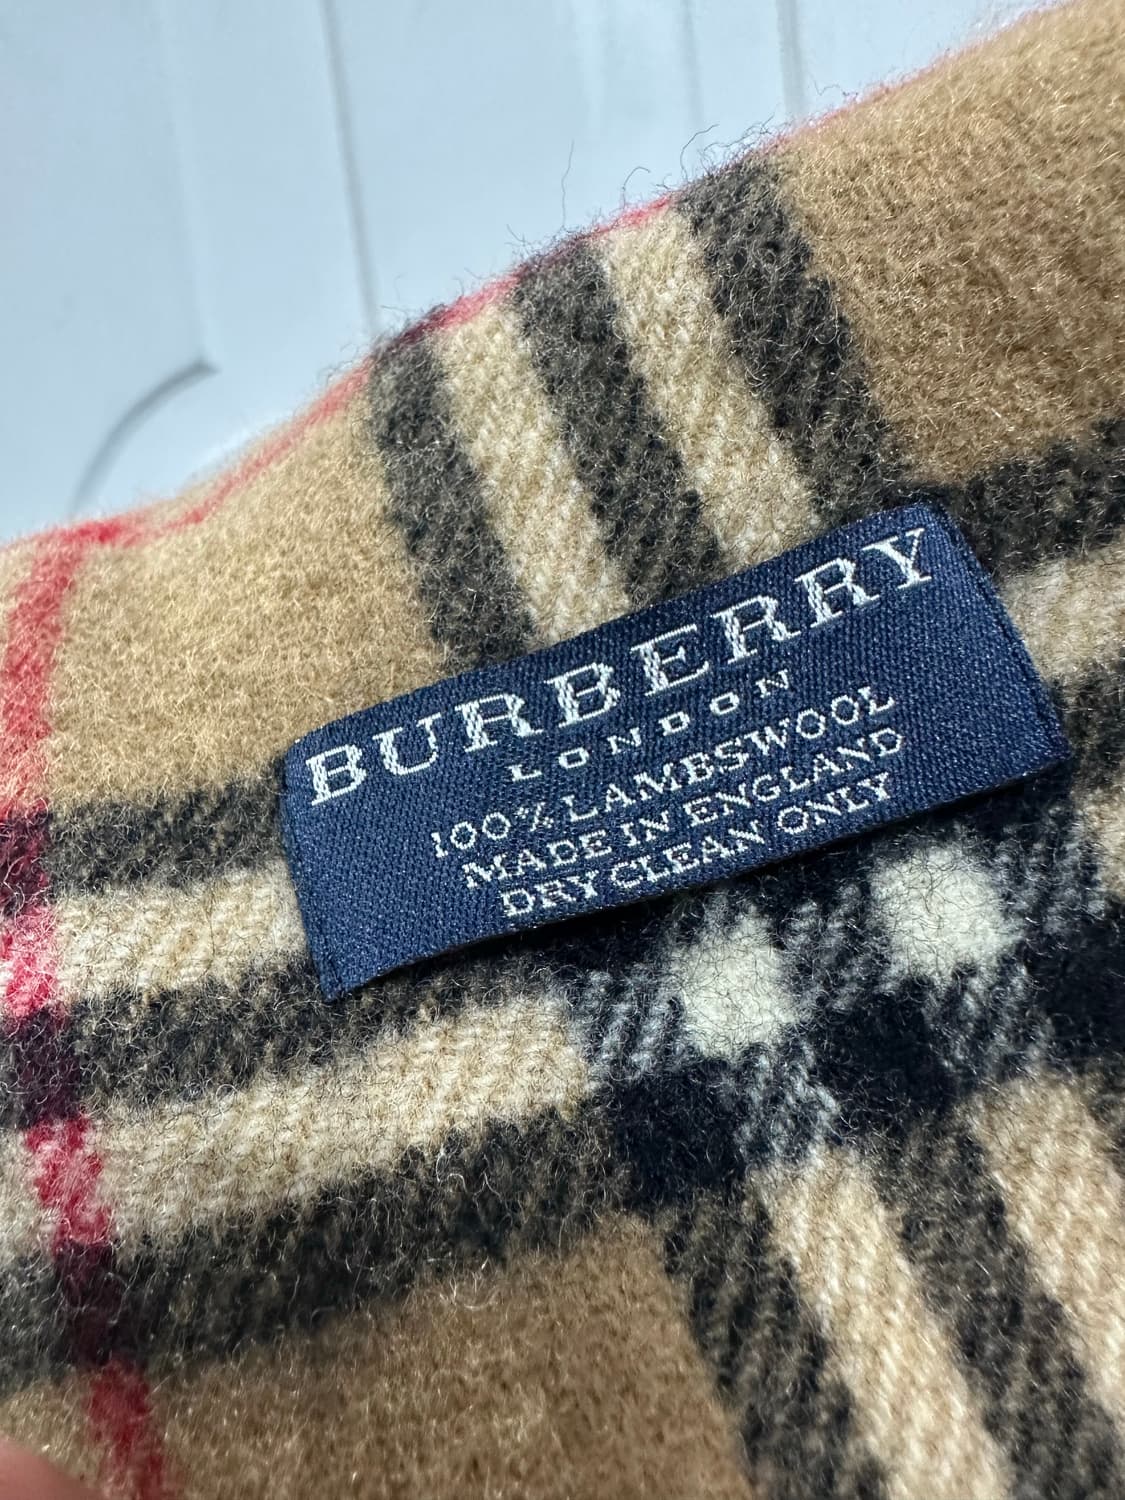 BURBERRY
LONDON
100% LAMBSWOOL
MADE IN ENGLAND
DRY CLEAN ONLY